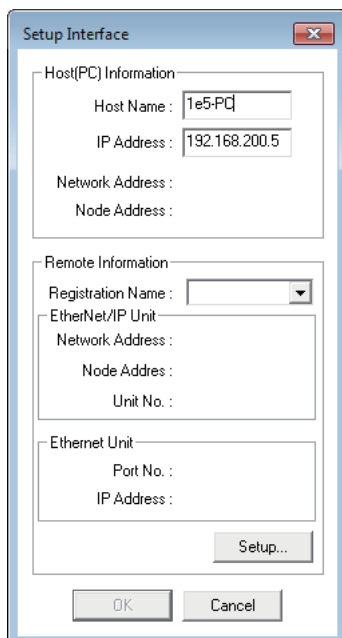 Setup Interface
Host(PC) Information
Host Name : 1e5-PC
IP Address : 192.168.200.5
Network Address :
Node Address :
Remote Information
Registration Name :
EtherNet/IP Unit
Network Address :
Node Addres :
Unit No. :
Ethernet Unit
Port No. :
IP Address :
Setup...
OK Cancel